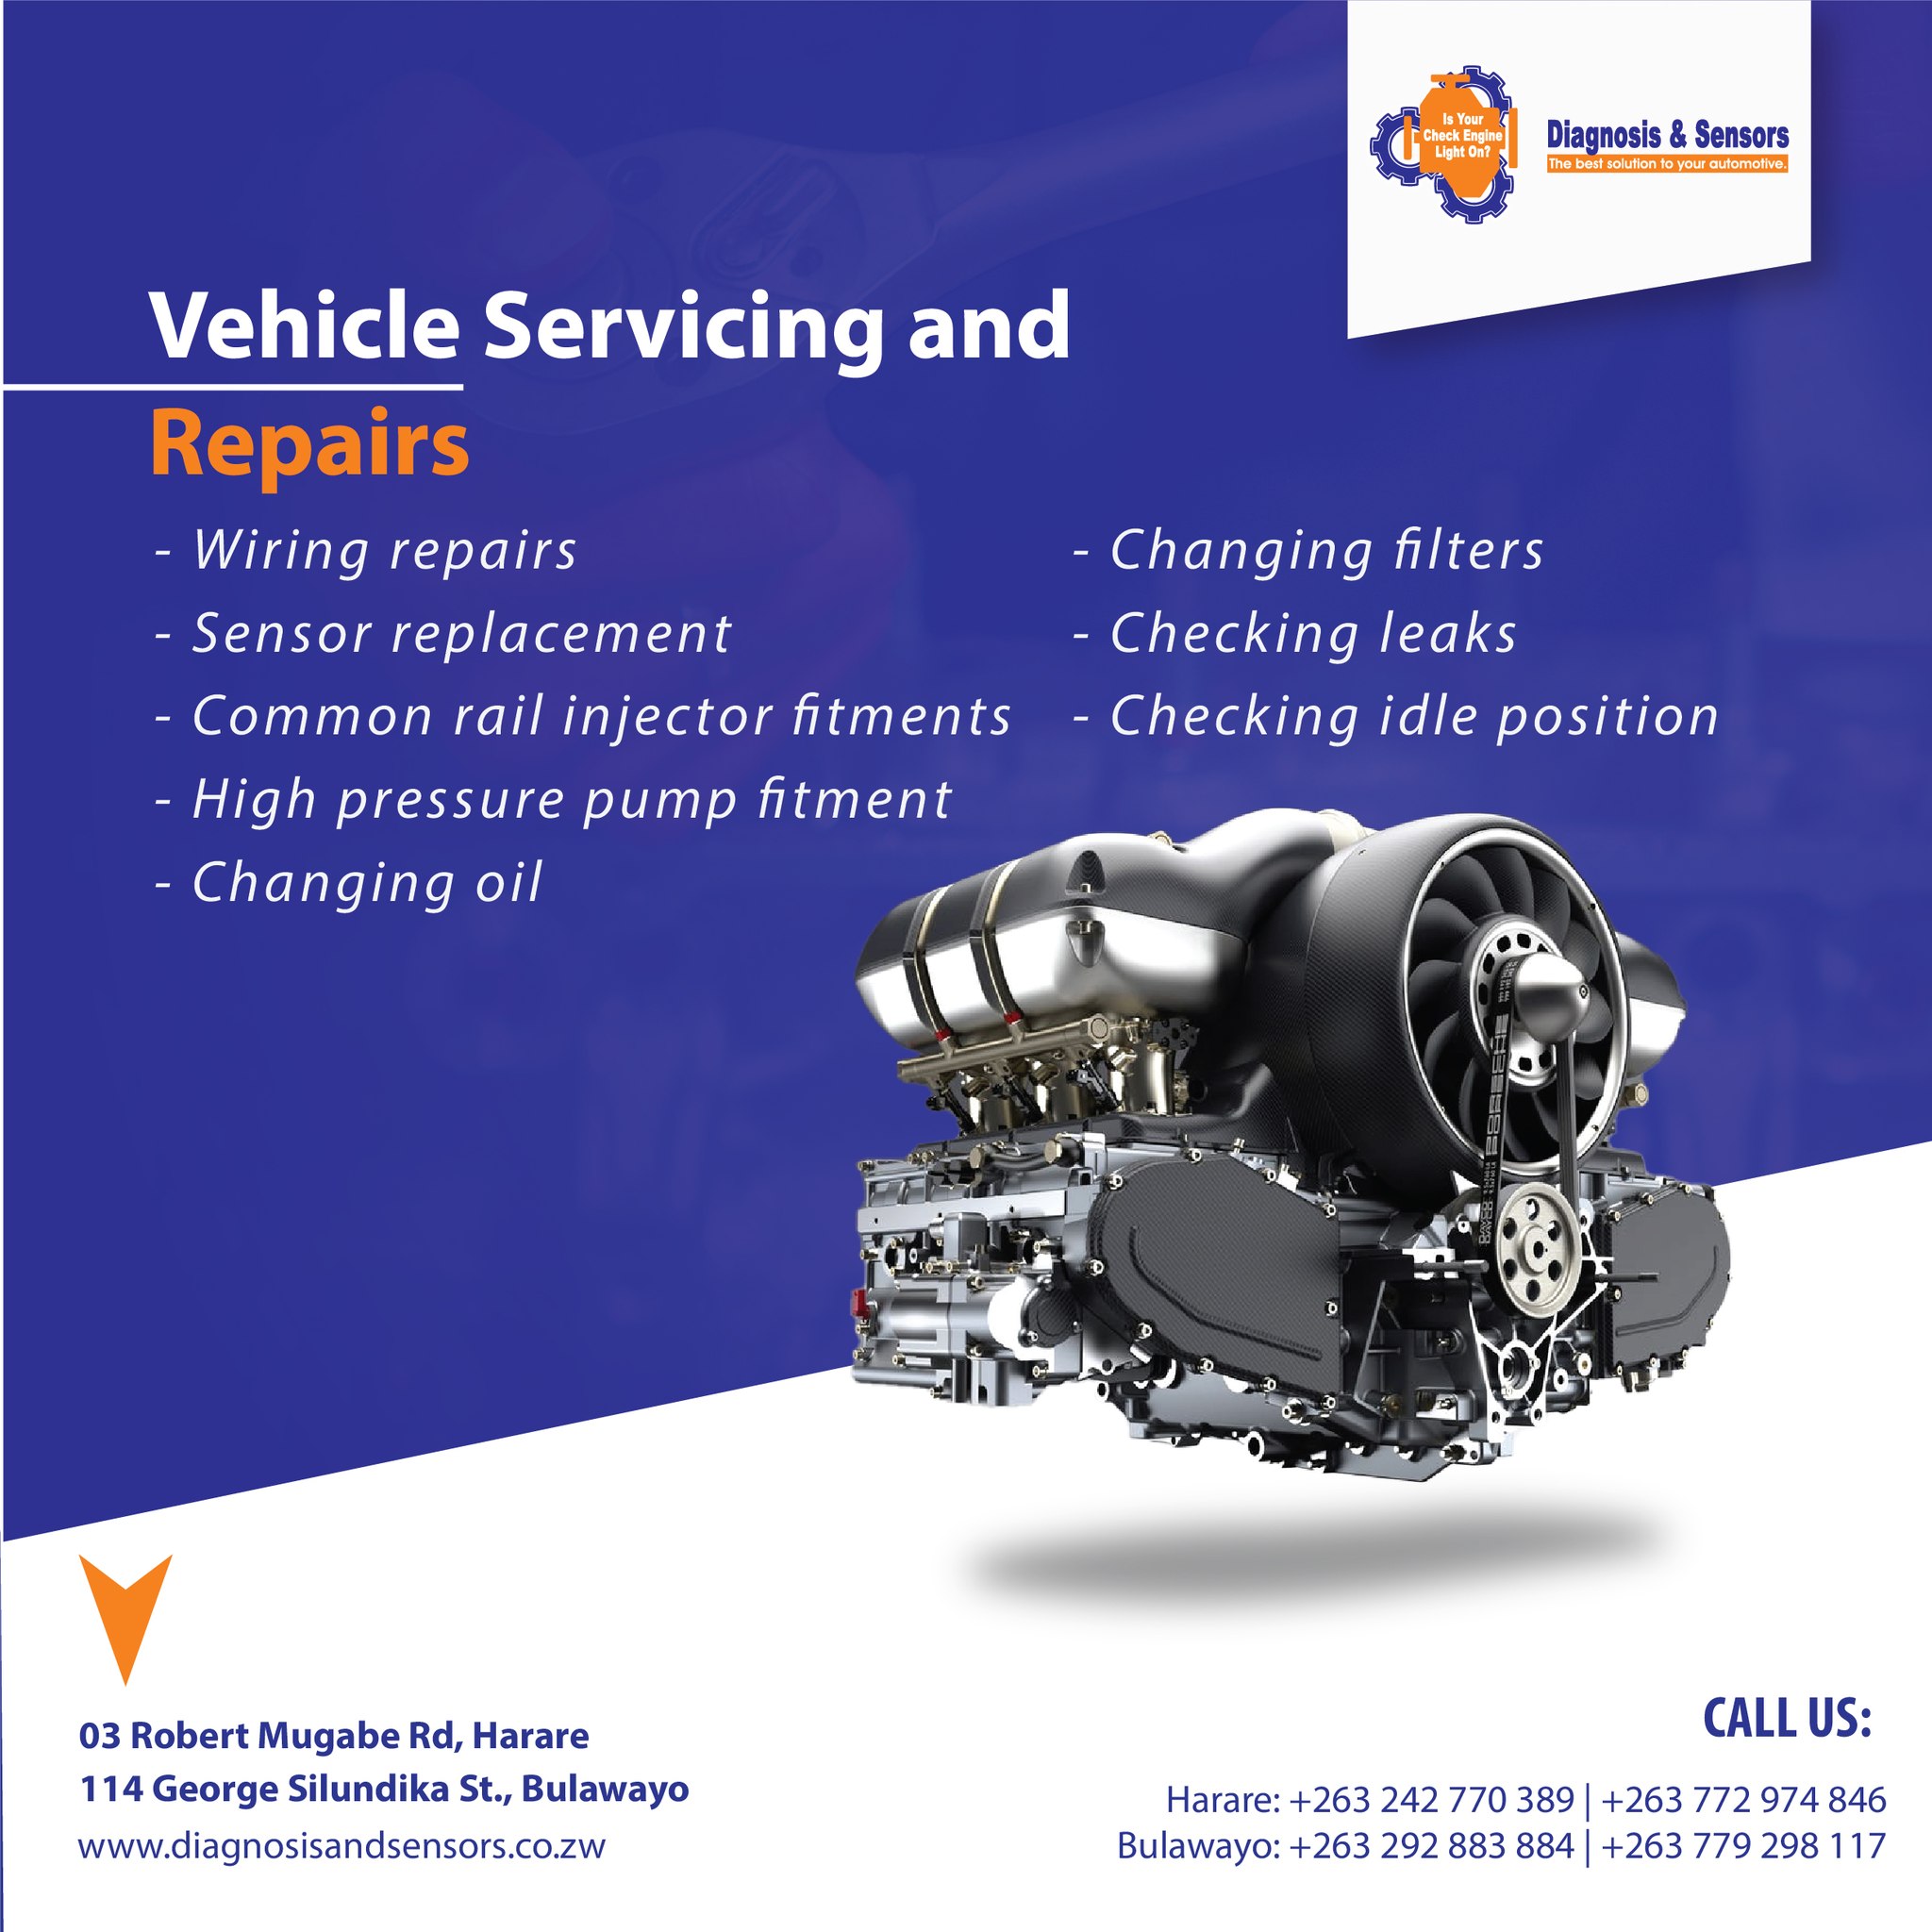 Is Your
Check Engine
Light On?
Diagnosis & Sensors
The best solution to your automotive.
Vehicle Servicing and
Repairs
- Wiring repairs
- Sensor replacement
- Common rail injector fitments
- High pressure pump fitment
- Changing oil
- Changing filters
- Checking leaks
- Checking idle position
PORSCHE
03 Robert Mugabe Rd, Harare
114 George Silundika St., Bulawayo
www.diagnosisandsensors.co.zw
CALL US:
Harare: +263 242 770 389 | +263 772 974 846
Bulawayo: +263 292 883 884 | +263 779 298 117